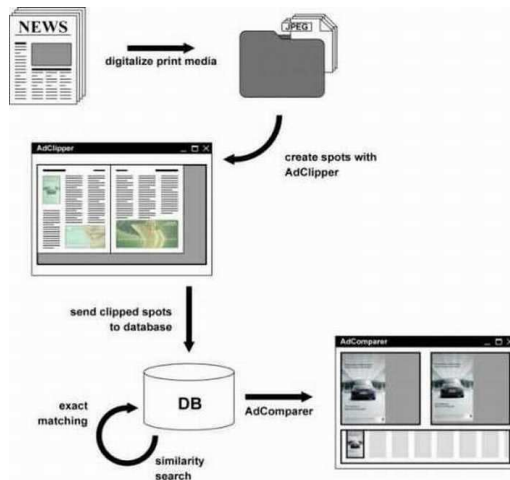 NEWS
JPEG
digitalize print media
AdClipper
create spots with
AdClipper
send clipped spots
to database
AdComparer
DB
AdComparer
exact
matching
similarity
search